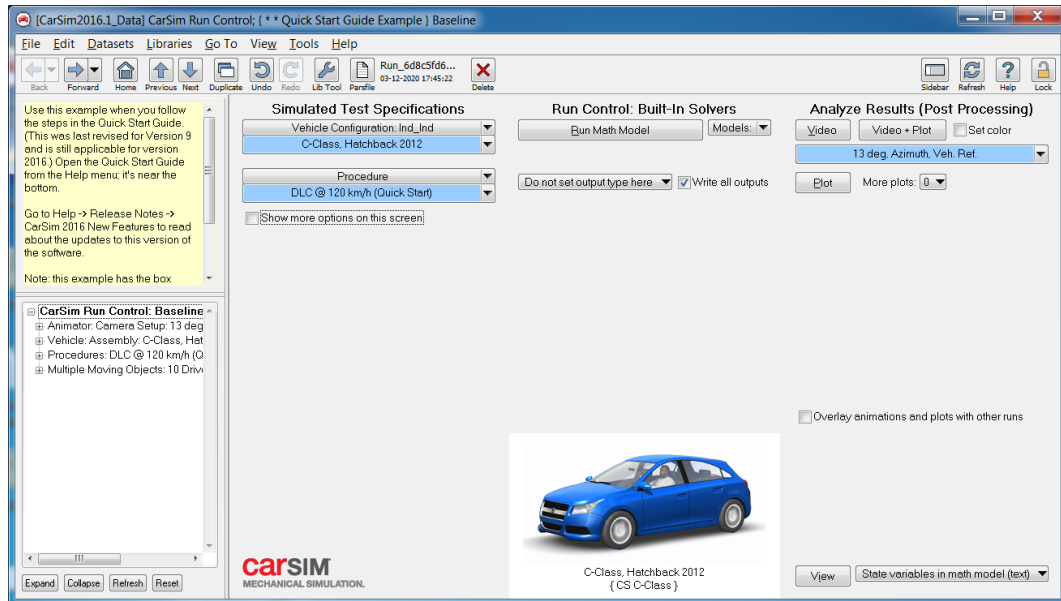 [CarSim2016.1_Data] CarSim Run Control; { * * Quick Start Guide Example } Baseline
File Edit Datasets Libraries Go To View Tools Help
Back Forward Home Previous Next Duplicate Undo Redo Lib Tool Parsfile
Run_6d8c5fd6...
03-12-2020 17:45:22
Delete
Sidebar Refresh Help Lock
Use this example when you follow
the steps in the Quick Start Guide.
(This was last revised for Version 9
and is still applicable for version
2016.) Open the Quick Start Guide
from the Help menu; it's near the
bottom.
Go to Help -> Release Notes ->
CarSim 2016 New Features to read
about the updates to this version of
the software.
Note: this example has the box
CarSim Run Control: Baseline
Animator: Camera Setup: 13 deg
Vehicle: Assembly: C-Class, Hat
Procedures: DLC @ 120 km/h (Q
Multiple Moving Objects: 10 Driv
Expand Collapse Refresh Reset
Simulated Test Specifications
Vehicle Configuration: Ind_Ind
C-Class, Hatchback 2012
Procedure
DLC @ 120 km/h (Quick Start)
Show more options on this screen
carSIM
MECHANICAL SIMULATION.
Run Control: Built-In Solvers
Run Math Model
Models:
Do not set output type here
Write all outputs
C-Class, Hatchback 2012
{ CS C-Class }
Analyze Results (Post Processing)
Video Video + Plot Set color
13 deg. Azimuth, Veh. Ref.
Plot More plots: 0
Overlay animations and plots with other runs
View State variables in math model (text)